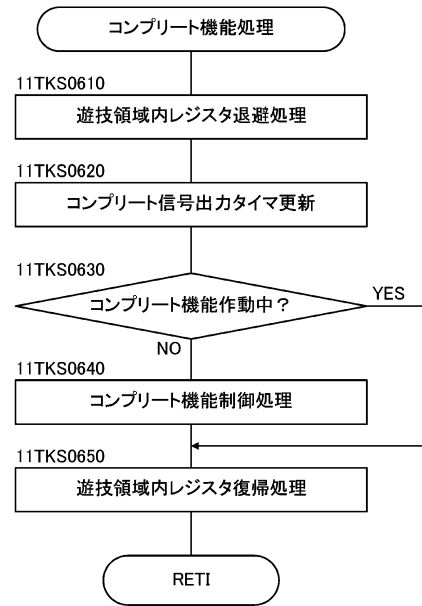 コンプリート機能処理
11TKS0610
遊技領域内レジスタ退避処理
11TKS0620
コンプリート信号出力タイマ更新
11TKS0630
コンプリート機能作動中？
YES
NO
11TKS0640
コンプリート機能制御処理
11TKS0650
遊技領域内レジスタ復帰処理
RETI